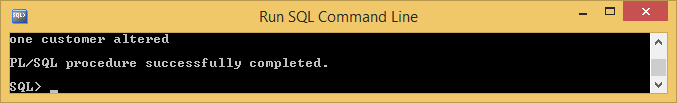 Run SQL Command Line
one customer altered
PL/SQL procedure successfully completed.
SQL> _